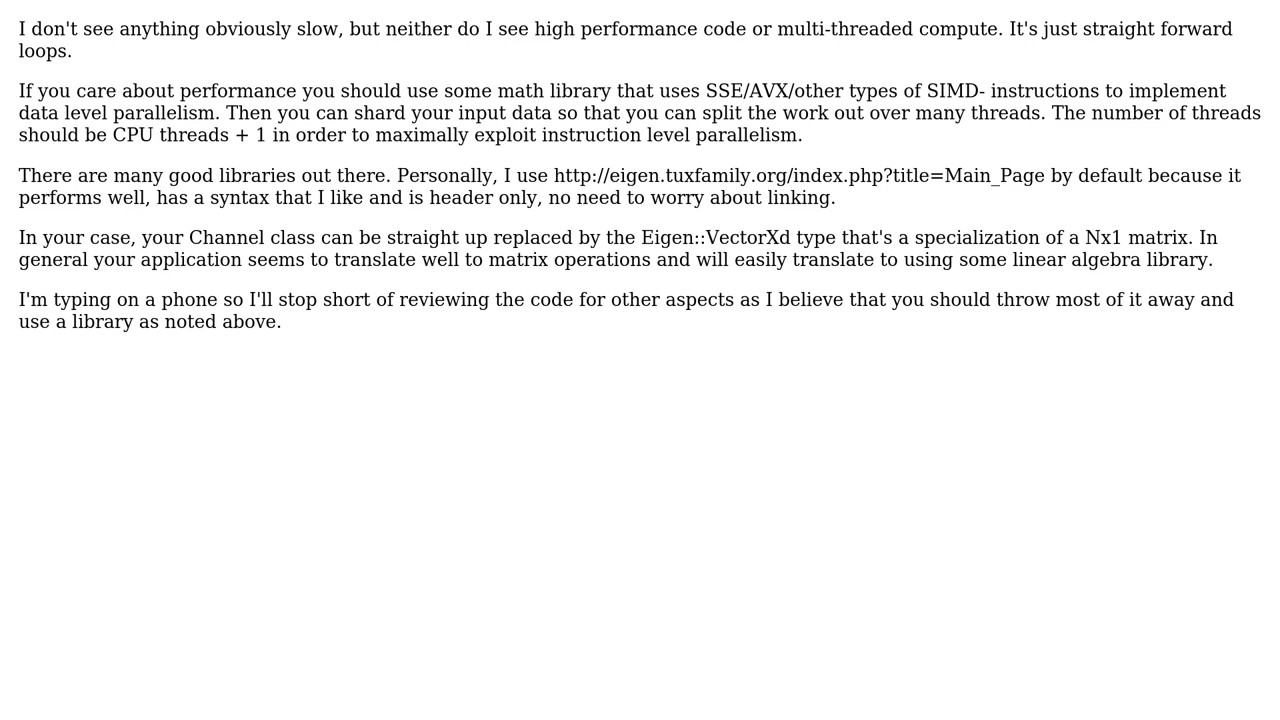 I don't see anything obviously slow, but neither do I see high performance code or multi-threaded compute. It's just straight forward
loops.
If you care about performance you should use some math library that uses SSE/AVX/other types of SIMD- instructions to implement
data level parallelism. Then you can shard your input data so that you can split the work out over many threads. The number of threads
should be CPU threads + 1 in order to maximally exploit instruction level parallelism.
There are many good libraries out there. Personally, I use http://eigen.tuxfamily.org/index.php?title=Main_Page by default because it
performs well, has a syntax that I like and is header only, no need to worry about linking.
In your case, your Channel class can be straight up replaced by the Eigen::VectorXd type that's a specialization of a Nx1 matrix. In
general your application seems to translate well to matrix operations and will easily translate to using some linear algebra library.
I'm typing on a phone so I'll stop short of reviewing the code for other aspects as I believe that you should throw most of it away and
use a library as noted above.